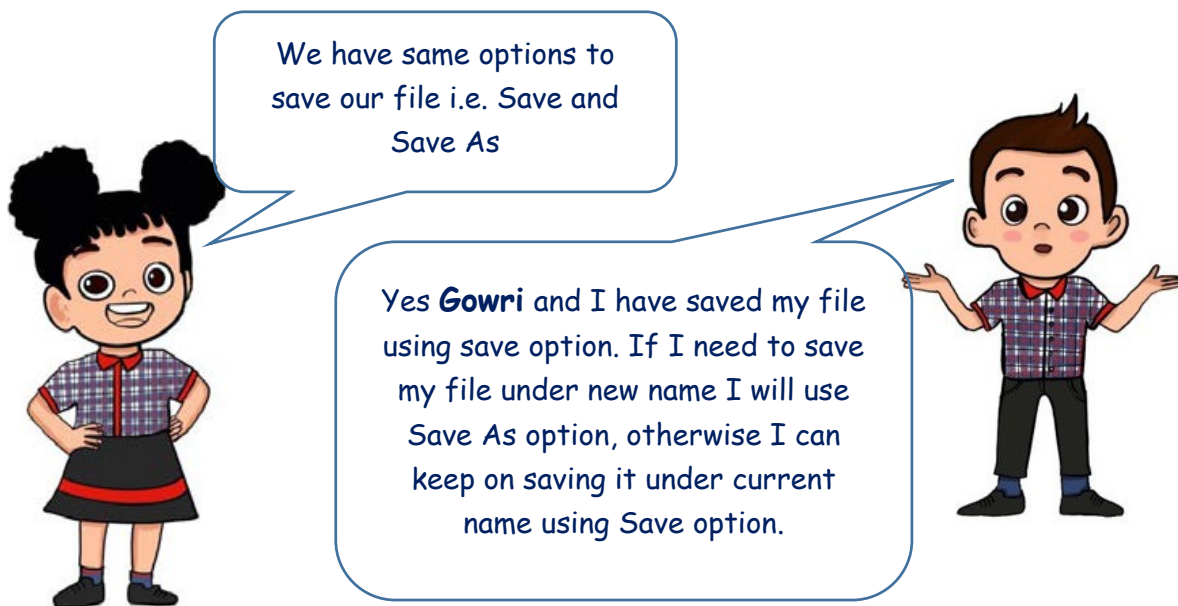 We have same options to
save our file i.e. Save and
Save As
Yes Gowri and I have saved my file
using save option. If I need to save
my file under new name I will use
Save As option, otherwise I can
keep on saving it under current
name using Save option.